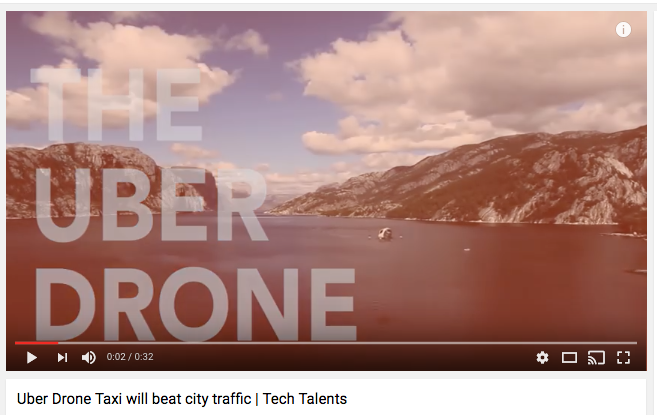 THE
UBER
DRONE
0:02 / 0:32
Uber Drone Taxi will beat city traffic | Tech Talents